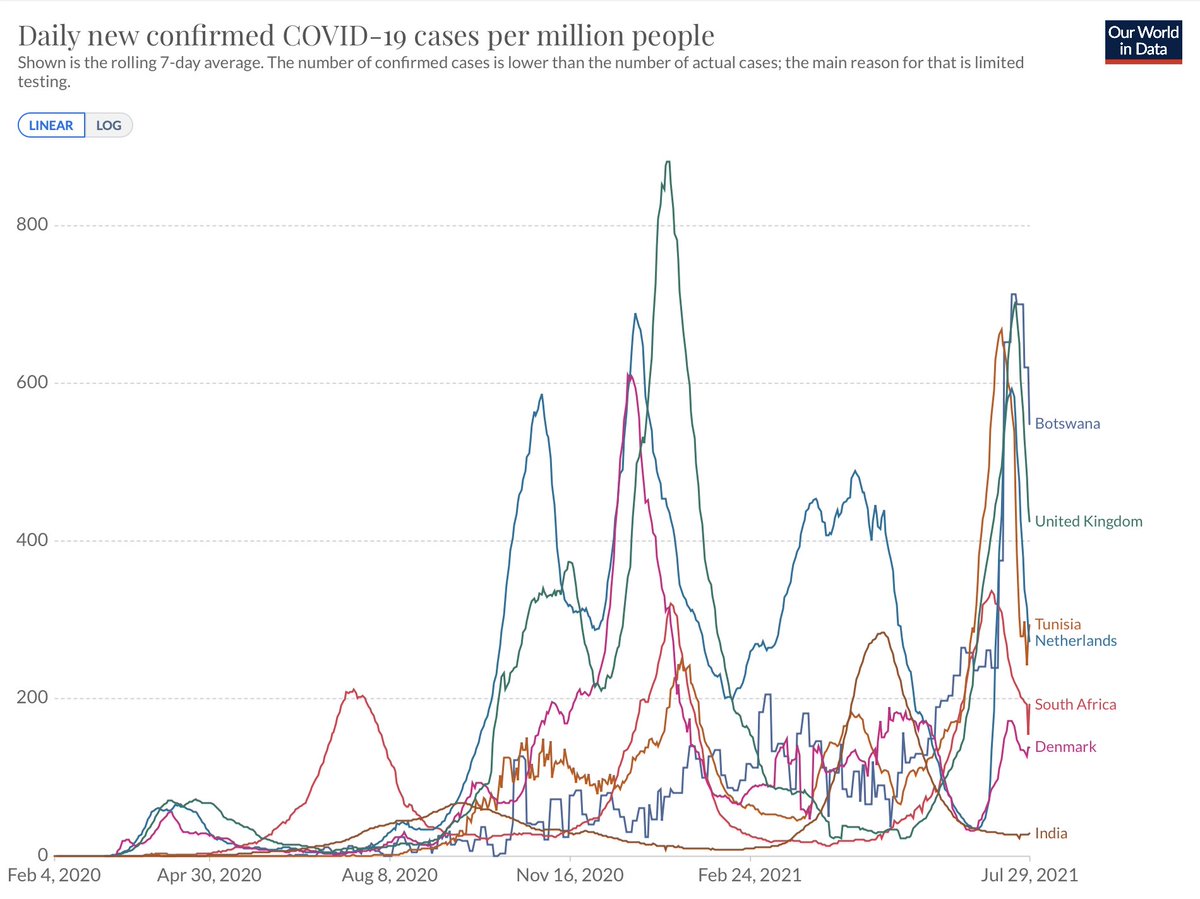 Daily new confirmed COVID-19 cases per million people
Our World
in Data
Shown is the rolling 7-day average. The number of confirmed cases is lower than the number of actual cases; the main reason for that is limited
testing.
LINEAR
LOG
800
600
400
200
0
Botswana
United Kingdom
Tunisia
Netherlands
South Africa
Denmark
India
Feb 4, 2020
Apr 30, 2020
Aug 8, 2020
Nov 16, 2020
Feb 24, 2021
Jul 29, 2021